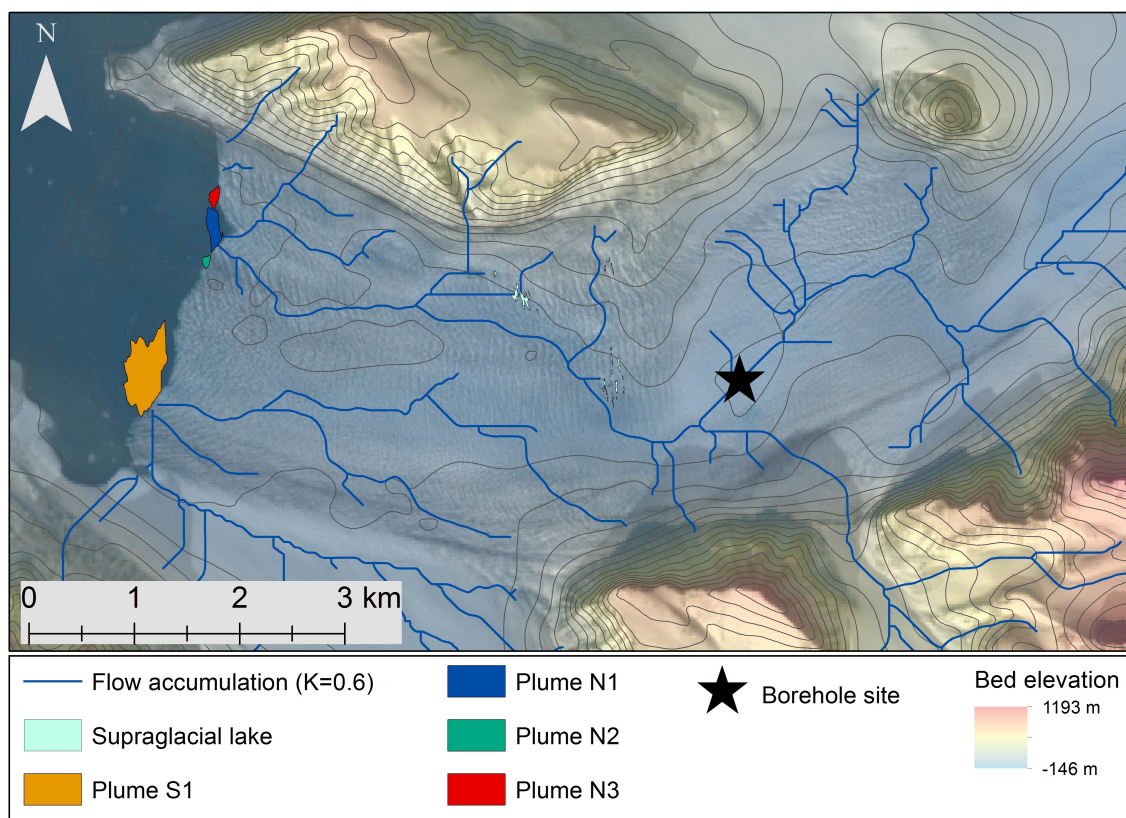 N
0 1 2 3 km
Flow accumulation (K=0.6)
Supraglacial lake
Plume S1
Plume N1
Plume N2
Plume N3
Borehole site
Bed elevation
1193 m
-146 m